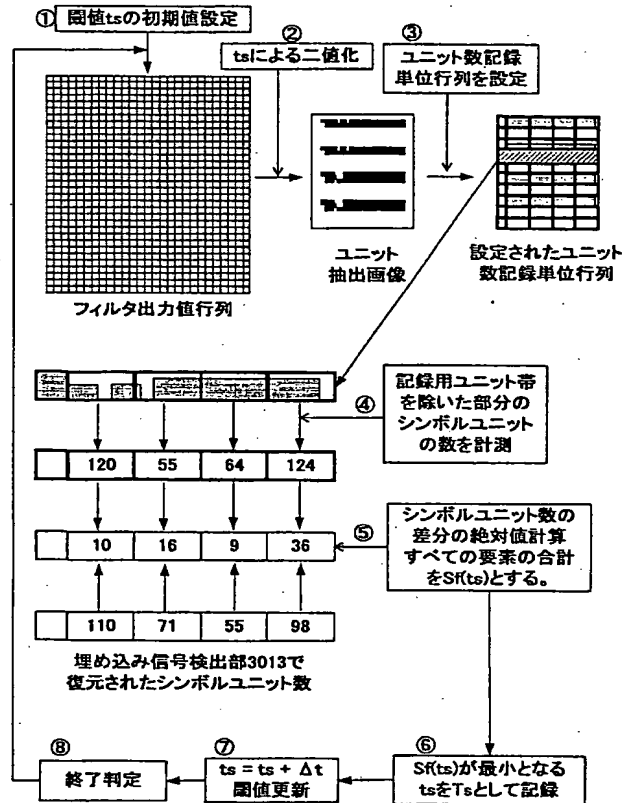 ①閾値tsの初期値設定
②
tsによる二値化
③
ユニット数記録
単位行列を設定
ユニット
抽出画像
設定されたユニット
数記録単位行列
フィルタ出力値行列
④
記録用ユニット帯
を除いた部分の
シンボルユニット
の数を計測
120 55 64 124
⑤
シンボルユニット数の
差分の絶対値計算
すべての要素の合計
をSf(ts)とする。
10 16 9 36
110 71 55 98
埋め込み信号検出部3013で
復元されたシンボルユニット数
⑧
終了判定
⑦
ts = ts + Δt
閾値更新
⑥
Sf(ts)が最小となる
tsをTsとして記録